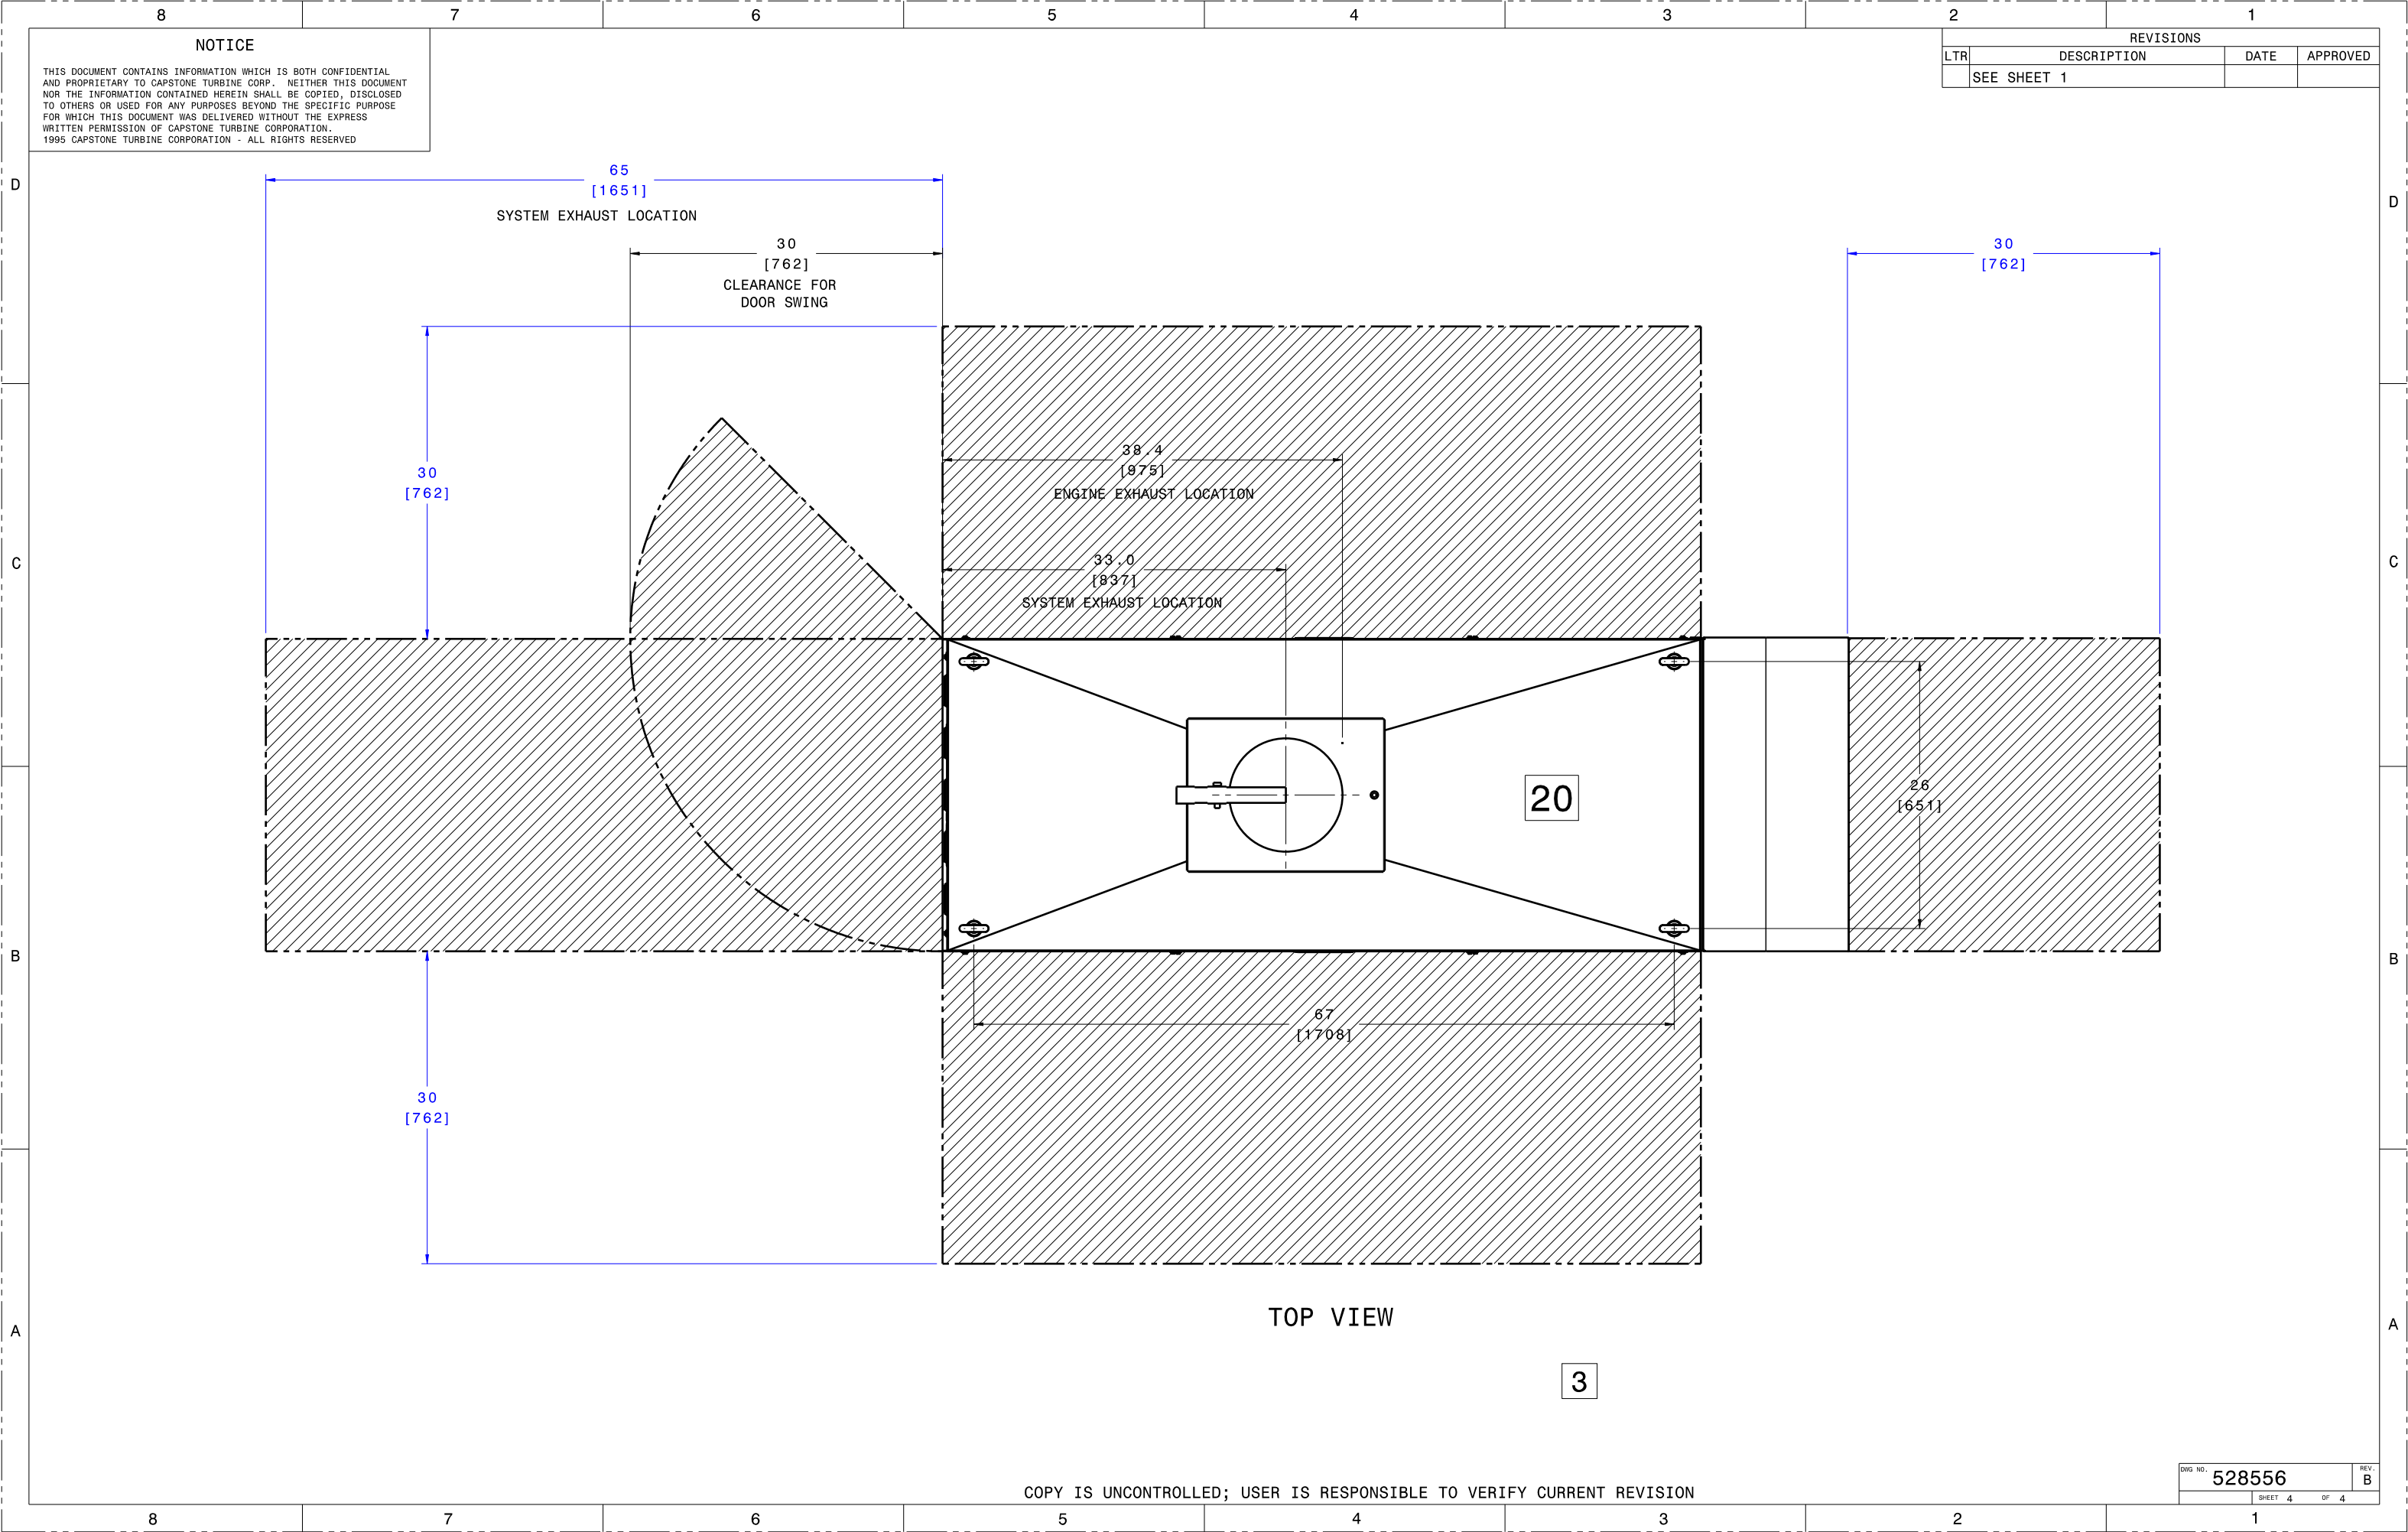 8 7 6 5 4 3 2 1
NOTICE
THIS DOCUMENT CONTAINS INFORMATION WHICH IS BOTH CONFIDENTIAL
AND PROPRIETARY TO CAPSTONE TURBINE CORP. NEITHER THIS DOCUMENT
NOR THE INFORMATION CONTAINED HEREIN SHALL BE COPIED, DISCLOSED
TO OTHERS OR USED FOR ANY PURPOSES BEYOND THE SPECIFIC PURPOSE
FOR WHICH THIS DOCUMENT WAS DELIVERED WITHOUT THE EXPRESS
WRITTEN PERMISSION OF CAPSTONE TURBINE CORPORATION.
1995 CAPSTONE TURBINE CORPORATION - ALL RIGHTS RESERVED
REVISIONS
LTR DESCRIPTION DATE APPROVED
SEE SHEET 1
D D
65
[1651]
SYSTEM EXHAUST LOCATION
30
[762]
CLEARANCE FOR
DOOR SWING
30
[762]
30
[762]
38.4
[975]
ENGINE EXHAUST LOCATION
C C
33.0
[837]
SYSTEM EXHAUST LOCATION
20
26
[651]
B B
67
[1708]
30
[762]
TOP VIEW
A A
3
DWG NO. 528556 REV. B
SHEET 4 OF 4
COPY IS UNCONTROLLED; USER IS RESPONSIBLE TO VERIFY CURRENT REVISION
8 7 6 5 4 3 2 1